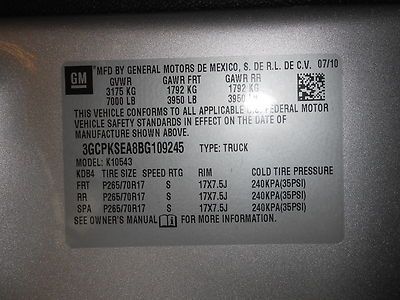 GM
MFD BY GENERAL MOTORS DE MEXICO, S. DE R.L. DE C.V. 07/10
GVWR GAWR FRT GAWR RR
3175 KG 1792 KG 1792 KG
7000 LB 3950 LB 3950 LB
THIS VEHICLE CONFORMS TO ALL APPLICABLE U.S. FEDERAL MOTOR
VEHICLE SAFETY STANDARDS IN EFFECT ON THE DATE OF
MANUFACTURE SHOWN ABOVE.
3GCPKSEA8BG109245 TYPE: TRUCK
MODEL: K10543
KDB4 TIRE SIZE SPEED RTG RIM COLD TIRE PRESSURE
FRT P265/70R17 S 17X7.5J 240KPA(35PSI)
RR P265/70R17 S 17X7.5J 240KPA(35PSI)
SPA P265/70R17 S 17X7.5J 240KPA(35PSI)
SEE OWNER'S MANUAL FOR MORE INFORMATION.